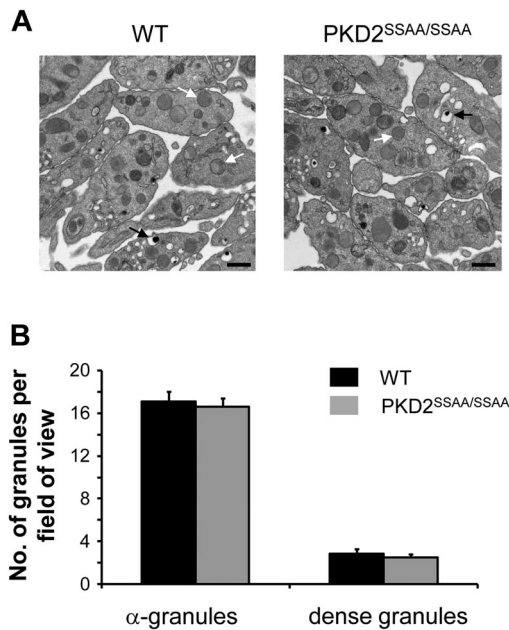 A
WT
PKD2SSAA/SSAA
B
No. of granules per
field of view
20
16
12
8
4
0
WT
PKD2SSAA/SSAA
α-granules
dense granules